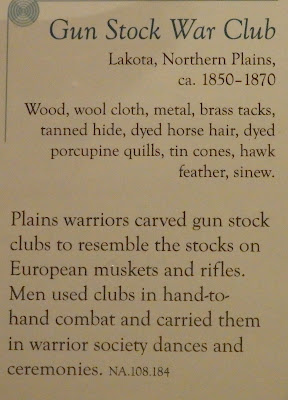 Gun Stock War Club
Lakota, Northern Plains,
ca. 1850–1870
Wood, wool cloth, metal, brass tacks,
tanned hide, dyed horse hair, dyed
porcupine quills, tin cones, hawk
feather, sinew.
Plains warriors carved gun stock
clubs to resemble the stocks on
European muskets and rifles.
Men used clubs in hand-to-
hand combat and carried them
in warrior society dances and
ceremonies. NA.108.184